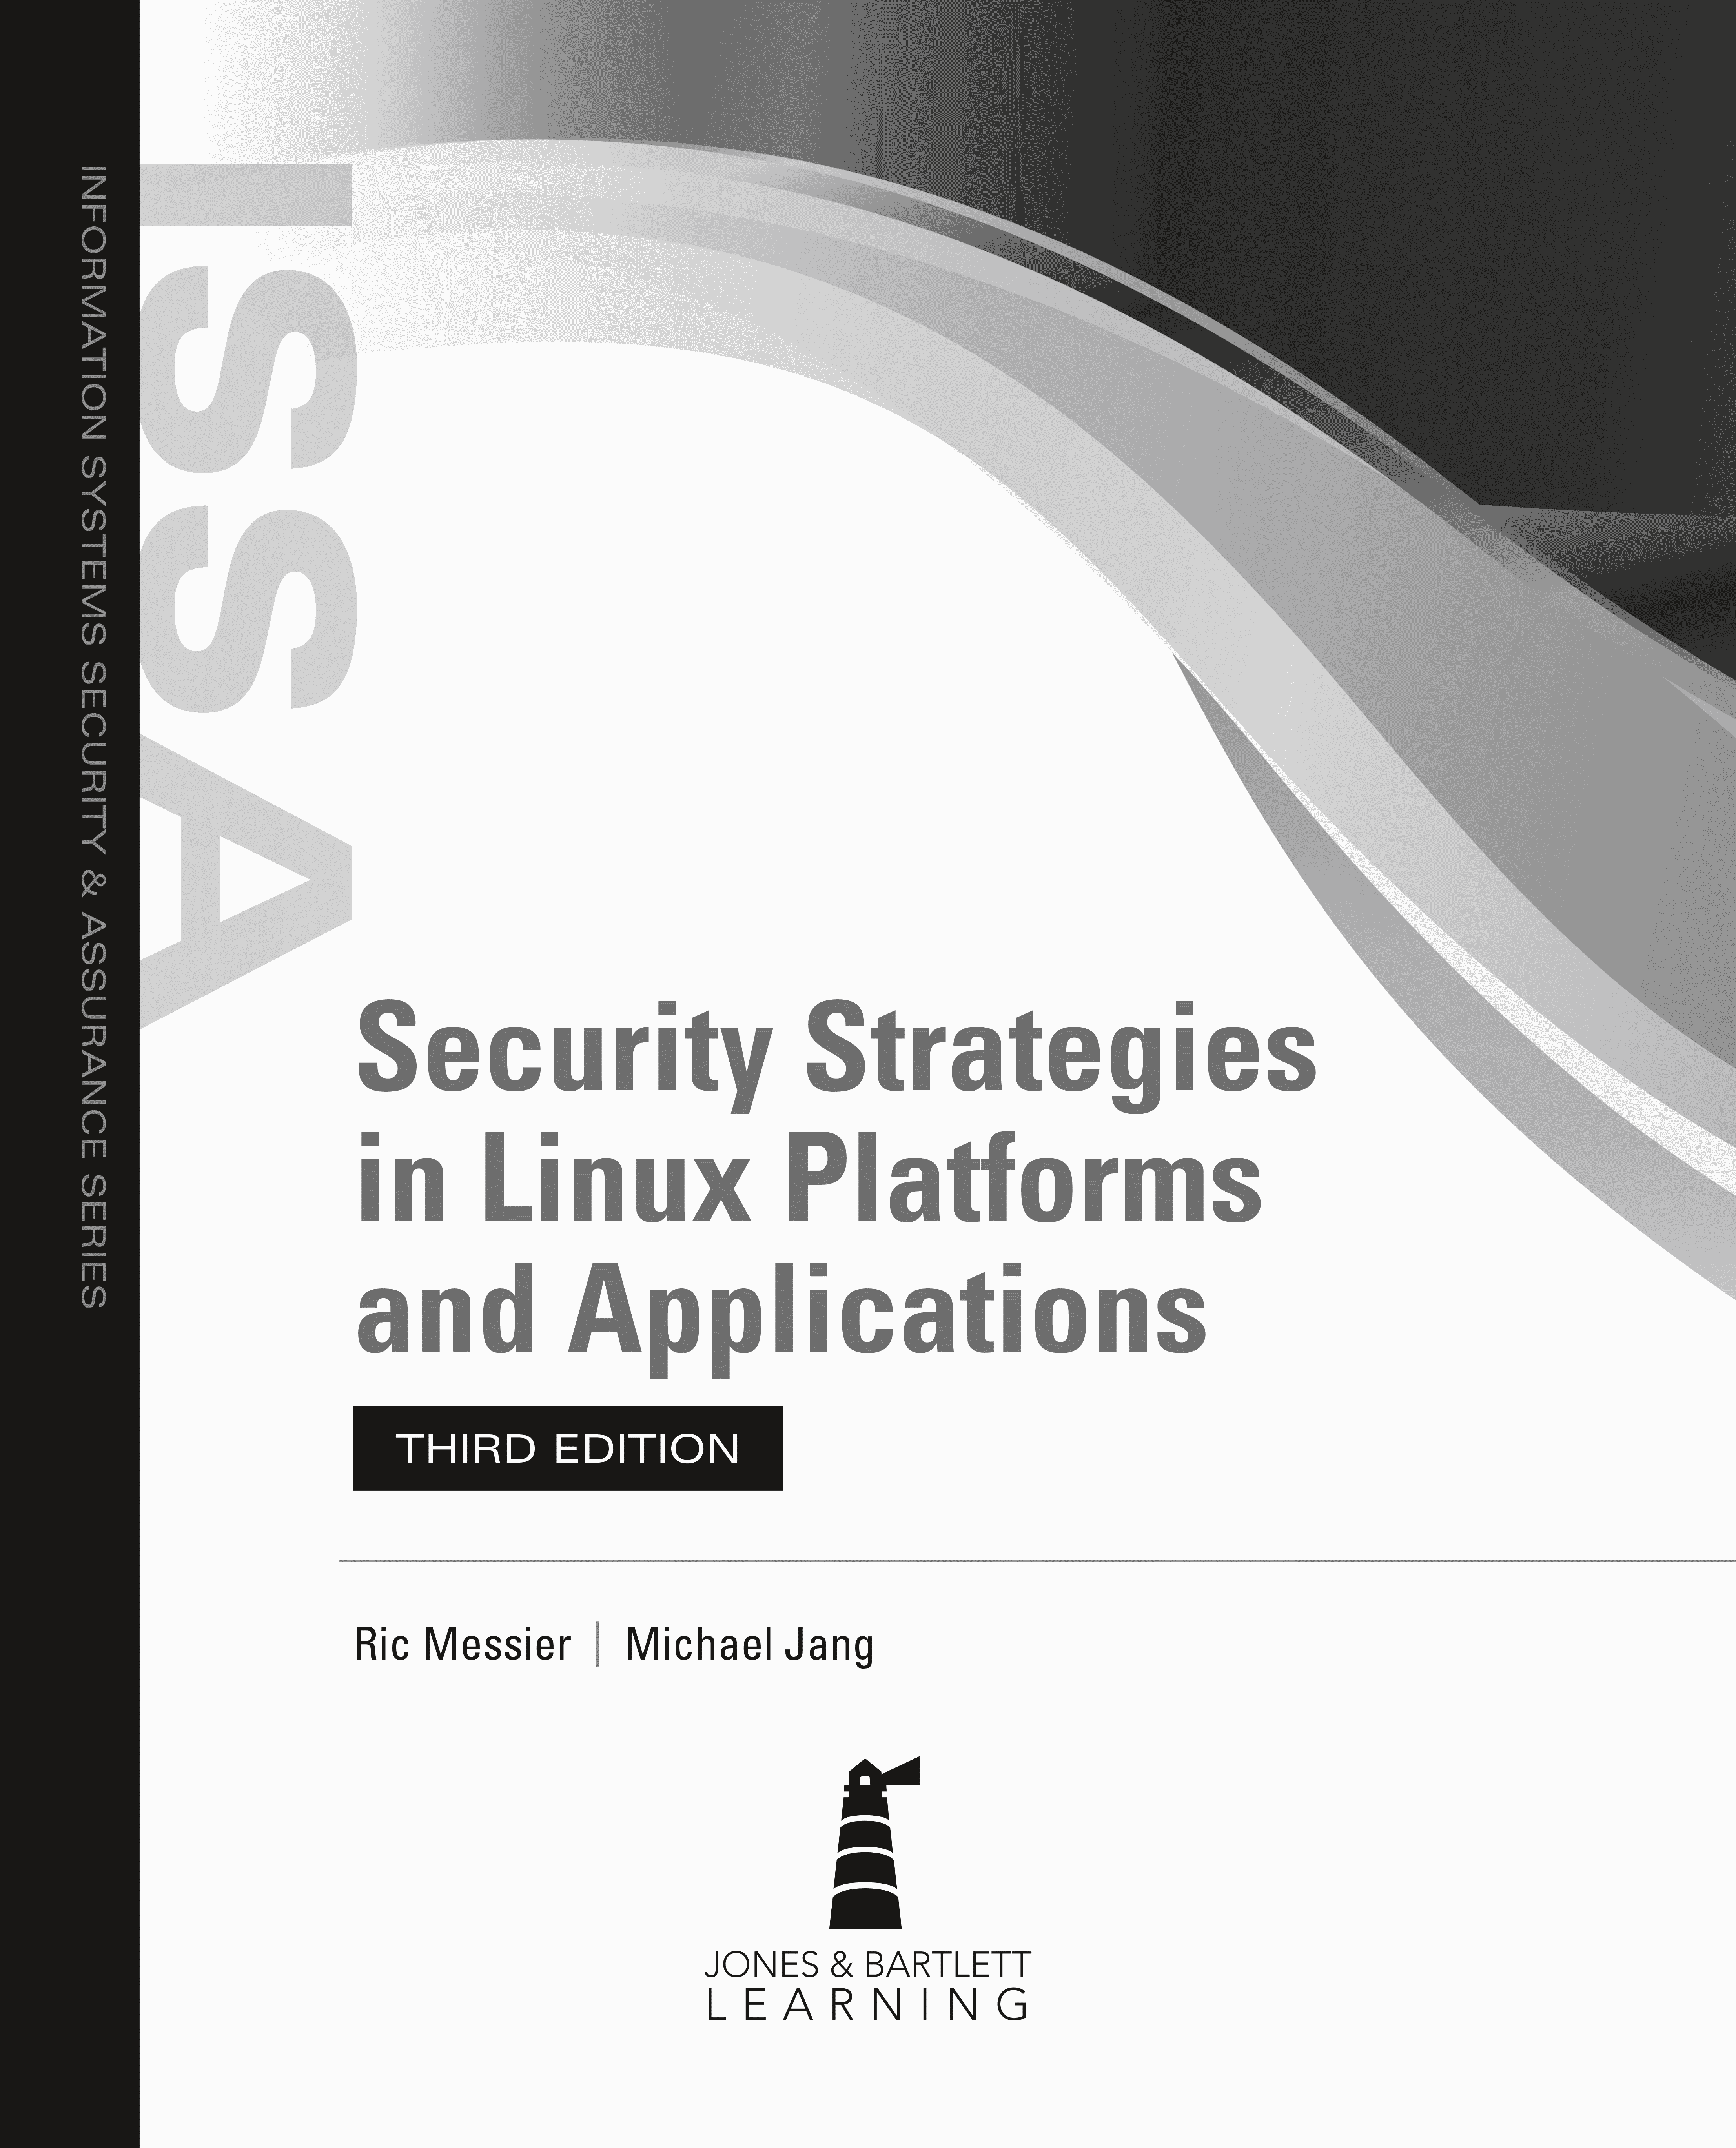 INFORMATION SYSTEMS SECURITY & ASSURANCE SERIES
ISSA
Security Strategies
in Linux Platforms
and Applications
THIRD EDITION
Ric Messier | Michael Jang
JONES & BARTLETT
LEARNING